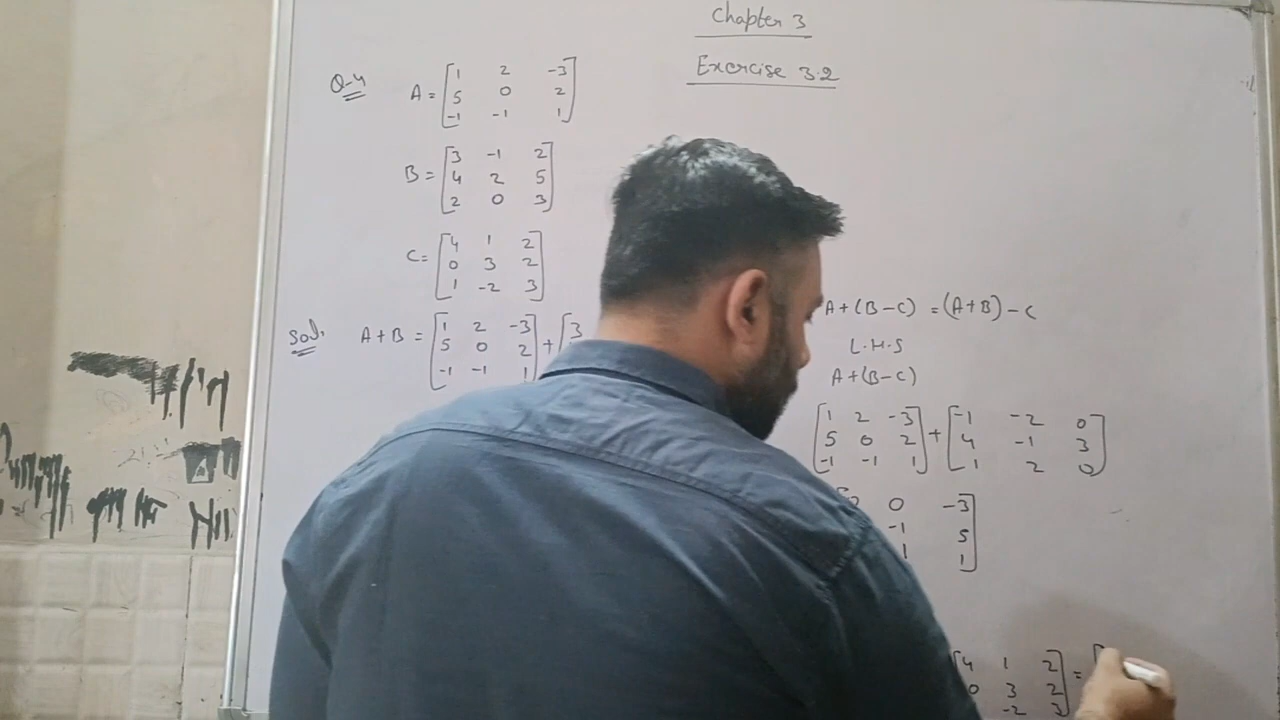 Chapter 3
Exercise 3.2
Q-4 A = [1 2 -3
5 0 2
-1 -1 1]
B = [3 -1 2
4 2 5
2 0 3]
C = [4 1 2
0 3 2
1 -2 3]
Sol. A+B = [1 2 -3
5 0 2
-1 -1 1] + [3
A+(B-C) = (A+B)-C
L.H.S
A+(B-C)
[1 2 -3
5 0 2
-1 -1 1] + [-1 -2 0
4 -1 3
1 2 0]
0 -3
-1 5
1 1]
[4 1 2
0 3 2
-2 3] = [